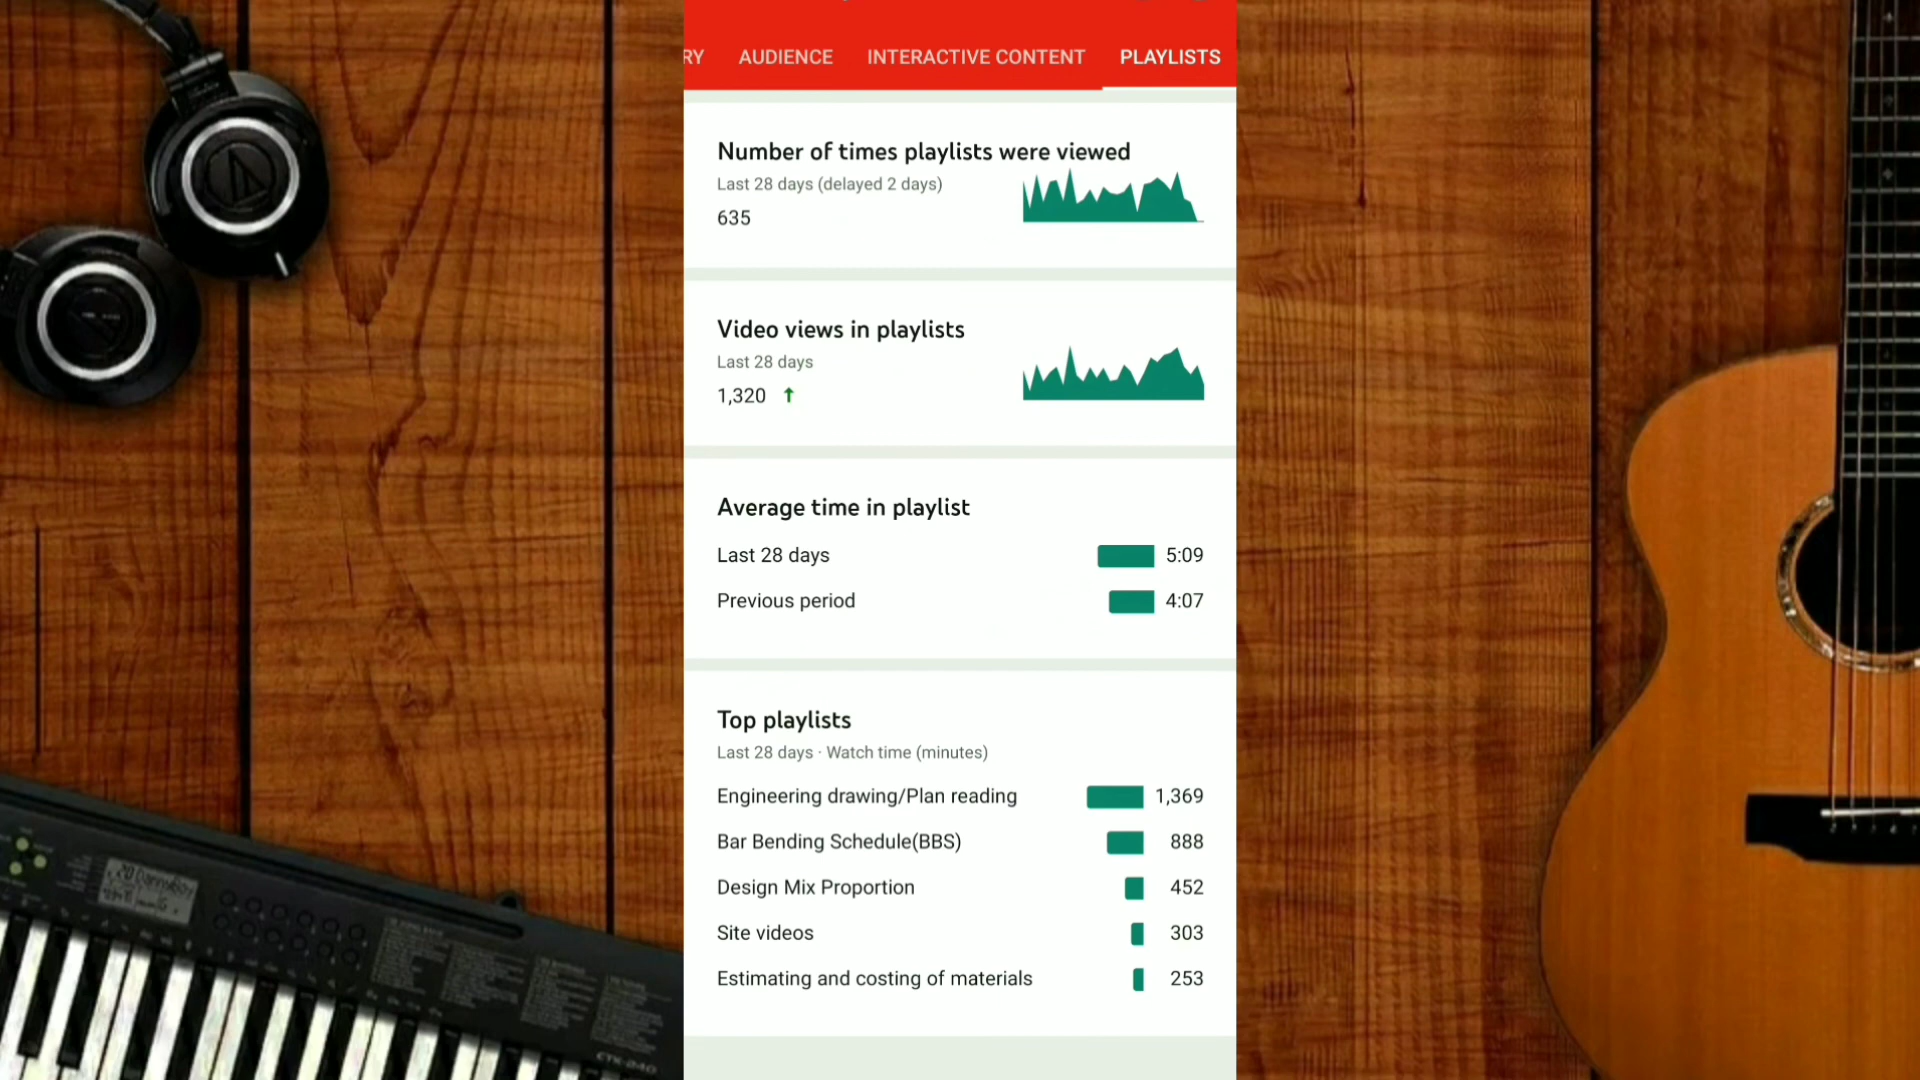 RY AUDIENCE INTERACTIVE CONTENT PLAYLISTS
Number of times playlists were viewed
Last 28 days (delayed 2 days)
635
Video views in playlists
Last 28 days
1,320
Average time in playlist
Last 28 days 5:09
Previous period 4:07
Top playlists
Last 28 days · Watch time (minutes)
Engineering drawing/Plan reading 1,369
Bar Bending Schedule(BBS) 888
Design Mix Proportion 452
Site videos 303
Estimating and costing of materials 253
CTK-240